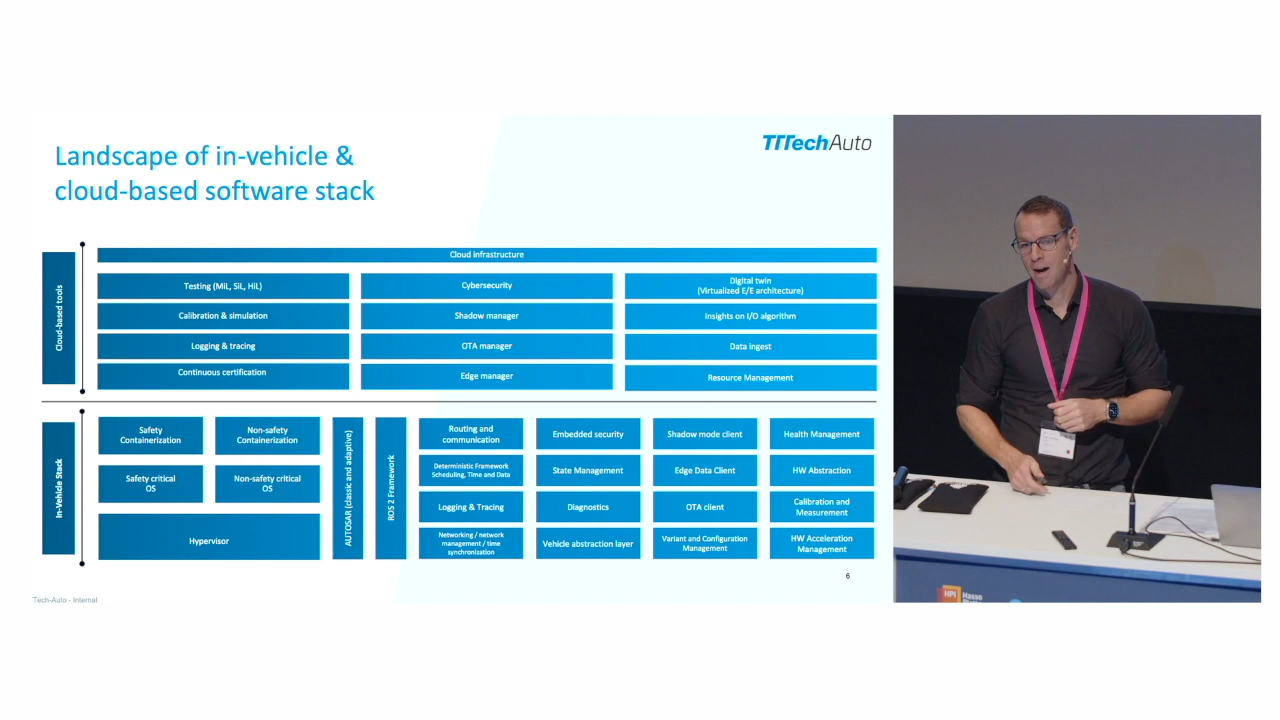 Landscape of in-vehicle &
cloud-based software stack
TTTechAuto
Cloud-based tools
Cloud infrastructure
Testing (MiL, SiL, HiL)
Cybersecurity
Digital twin
(Virtualized E/E architecture)
Calibration & simulation
Shadow manager
Insights on I/O algorithm
Logging & tracing
OTA manager
Data ingest
Continuous certification
Edge manager
Resource Management
In-Vehicle Stack
Safety
Containerization
Non-safety
Containerization
Safety critical
OS
Non-safety critical
OS
Hypervisor
AUTOSAR (classic and adaptive)
ROS 2 Framework
Routing and
communication
Embedded security
Shadow mode client
Health Management
Deterministic Framework
Scheduling, Time and Data
State Management
Edge Data Client
HW Abstraction
Logging & Tracing
Diagnostics
OTA client
Calibration and
Measurement
Networking / network
management / time
synchronization
Vehicle abstraction layer
Variant and Configuration
Management
HW Acceleration
Management
6
Tech-Auto - Internal
HPI
Hasso